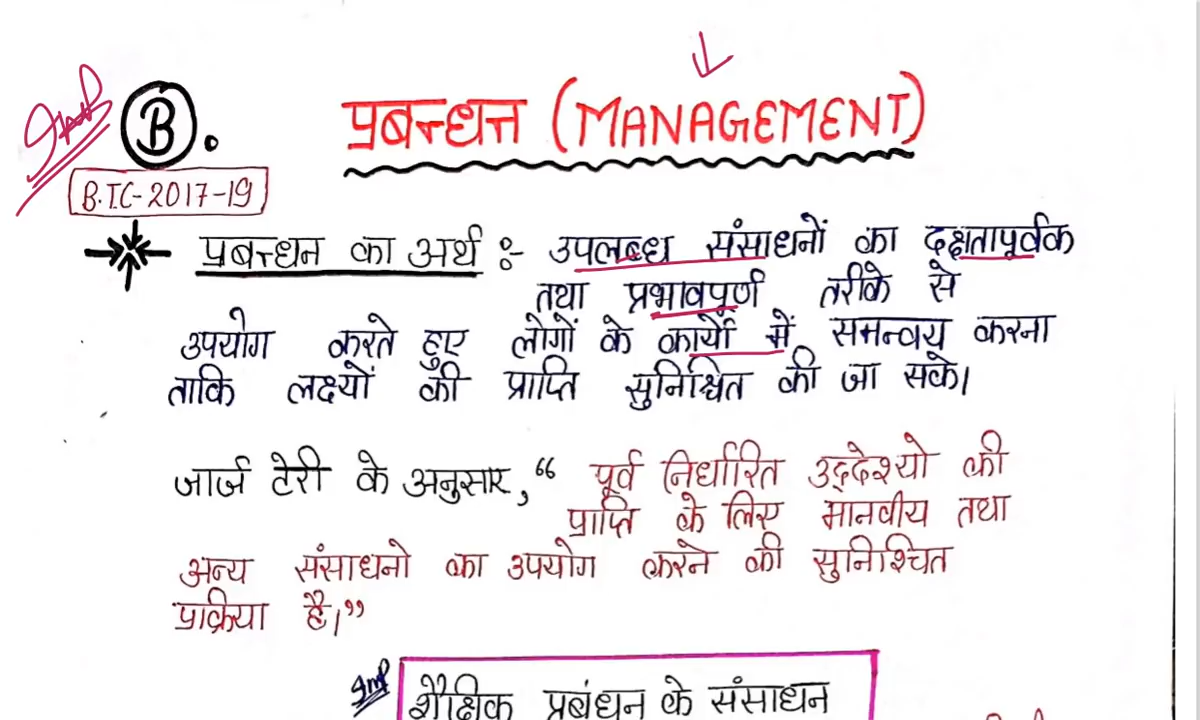 B. प्रबन्धन (MANAGEMENT)
B.T.C-2017-19
प्रबन्धन का अर्थ :- उपलब्ध संसाधनों का दक्षतापूर्वक
तथा प्रभावपूर्ण तरीके से
उपयोग करते हुए लोगों के कार्यो में समन्वय करना
ताकि लक्ष्यों की प्राप्ति सुनिश्चित की जा सके।
जार्ज टेरी के अनुसार, “ पूर्व निर्धारित उद्देश्यो की
प्राप्ति के लिए मानवीय तथा
अन्य संसाधनो का उपयोग करने की सुनिश्चित
प्रक्रिया है।”
Imp
शैक्षिक प्रबंधन के संसाधन